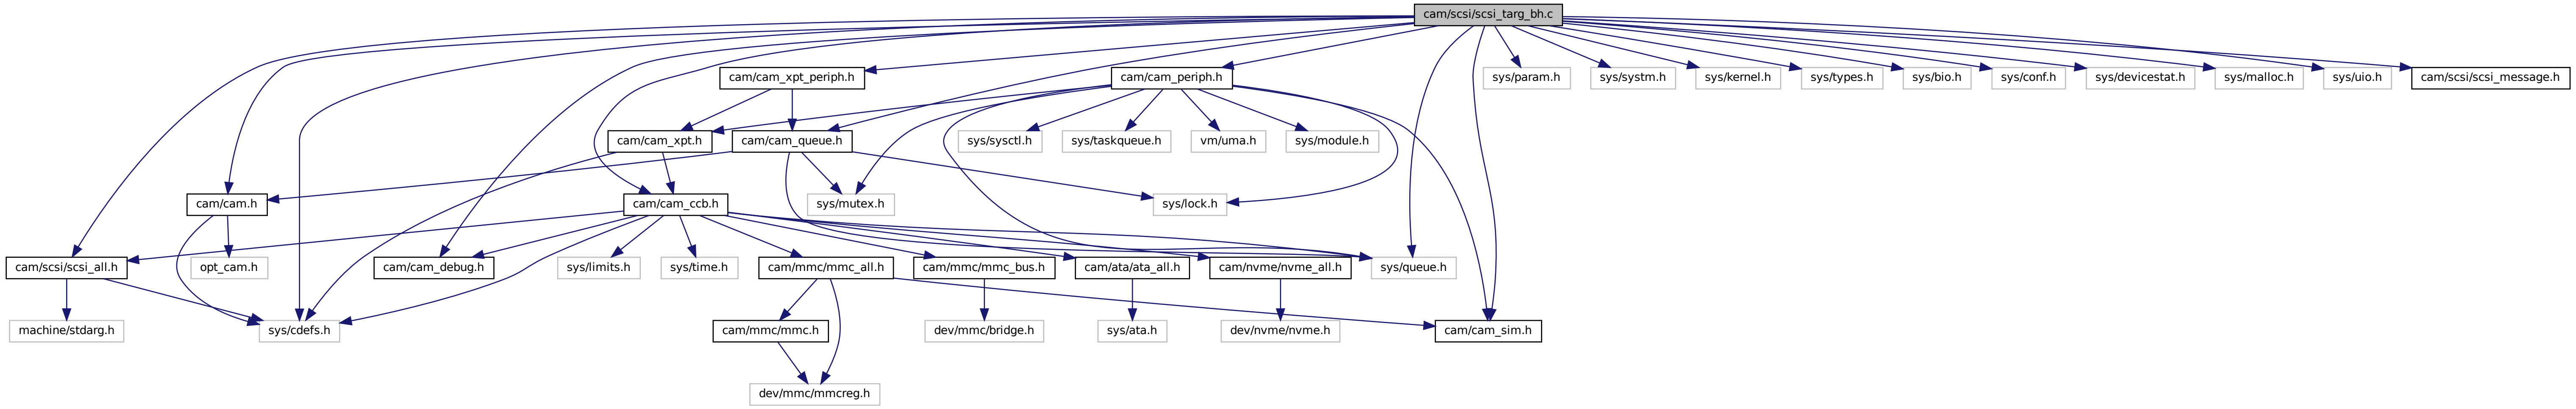 cam/scsi/scsi_targ_bh.c
cam/cam_xpt_periph.h
cam/cam_periph.h
sys/param.h
sys/systm.h
sys/kernel.h
sys/types.h
sys/bio.h
sys/conf.h
sys/devicestat.h
sys/malloc.h
sys/uio.h
cam/scsi/scsi_message.h
cam/cam_xpt.h
cam/cam_queue.h
sys/sysctl.h
sys/taskqueue.h
vm/uma.h
sys/module.h
cam/cam.h
cam/cam_ccb.h
sys/mutex.h
sys/lock.h
cam/scsi/scsi_all.h
opt_cam.h
cam/cam_debug.h
sys/limits.h
sys/time.h
cam/mmc/mmc_all.h
cam/mmc/mmc_bus.h
cam/ata/ata_all.h
cam/nvme/nvme_all.h
sys/queue.h
machine/stdarg.h
sys/cdefs.h
cam/mmc/mmc.h
dev/mmc/bridge.h
sys/ata.h
dev/nvme/nvme.h
cam/cam_sim.h
dev/mmc/mmcreg.h